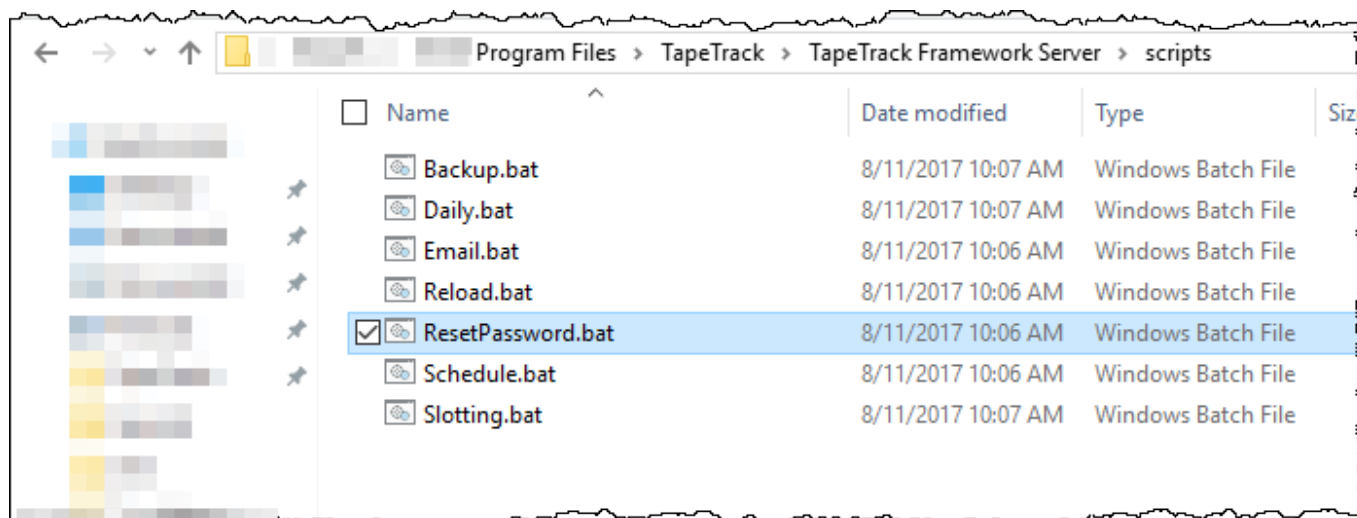 Program Files > TapeTrack > TapeTrack Framework Server > scripts
Name Date modified Type Siz
Backup.bat 8/11/2017 10:07 AM Windows Batch File
Daily.bat 8/11/2017 10:07 AM Windows Batch File
Email.bat 8/11/2017 10:06 AM Windows Batch File
Reload.bat 8/11/2017 10:06 AM Windows Batch File
ResetPassword.bat 8/11/2017 10:06 AM Windows Batch File
Schedule.bat 8/11/2017 10:06 AM Windows Batch File
Slotting.bat 8/11/2017 10:07 AM Windows Batch File